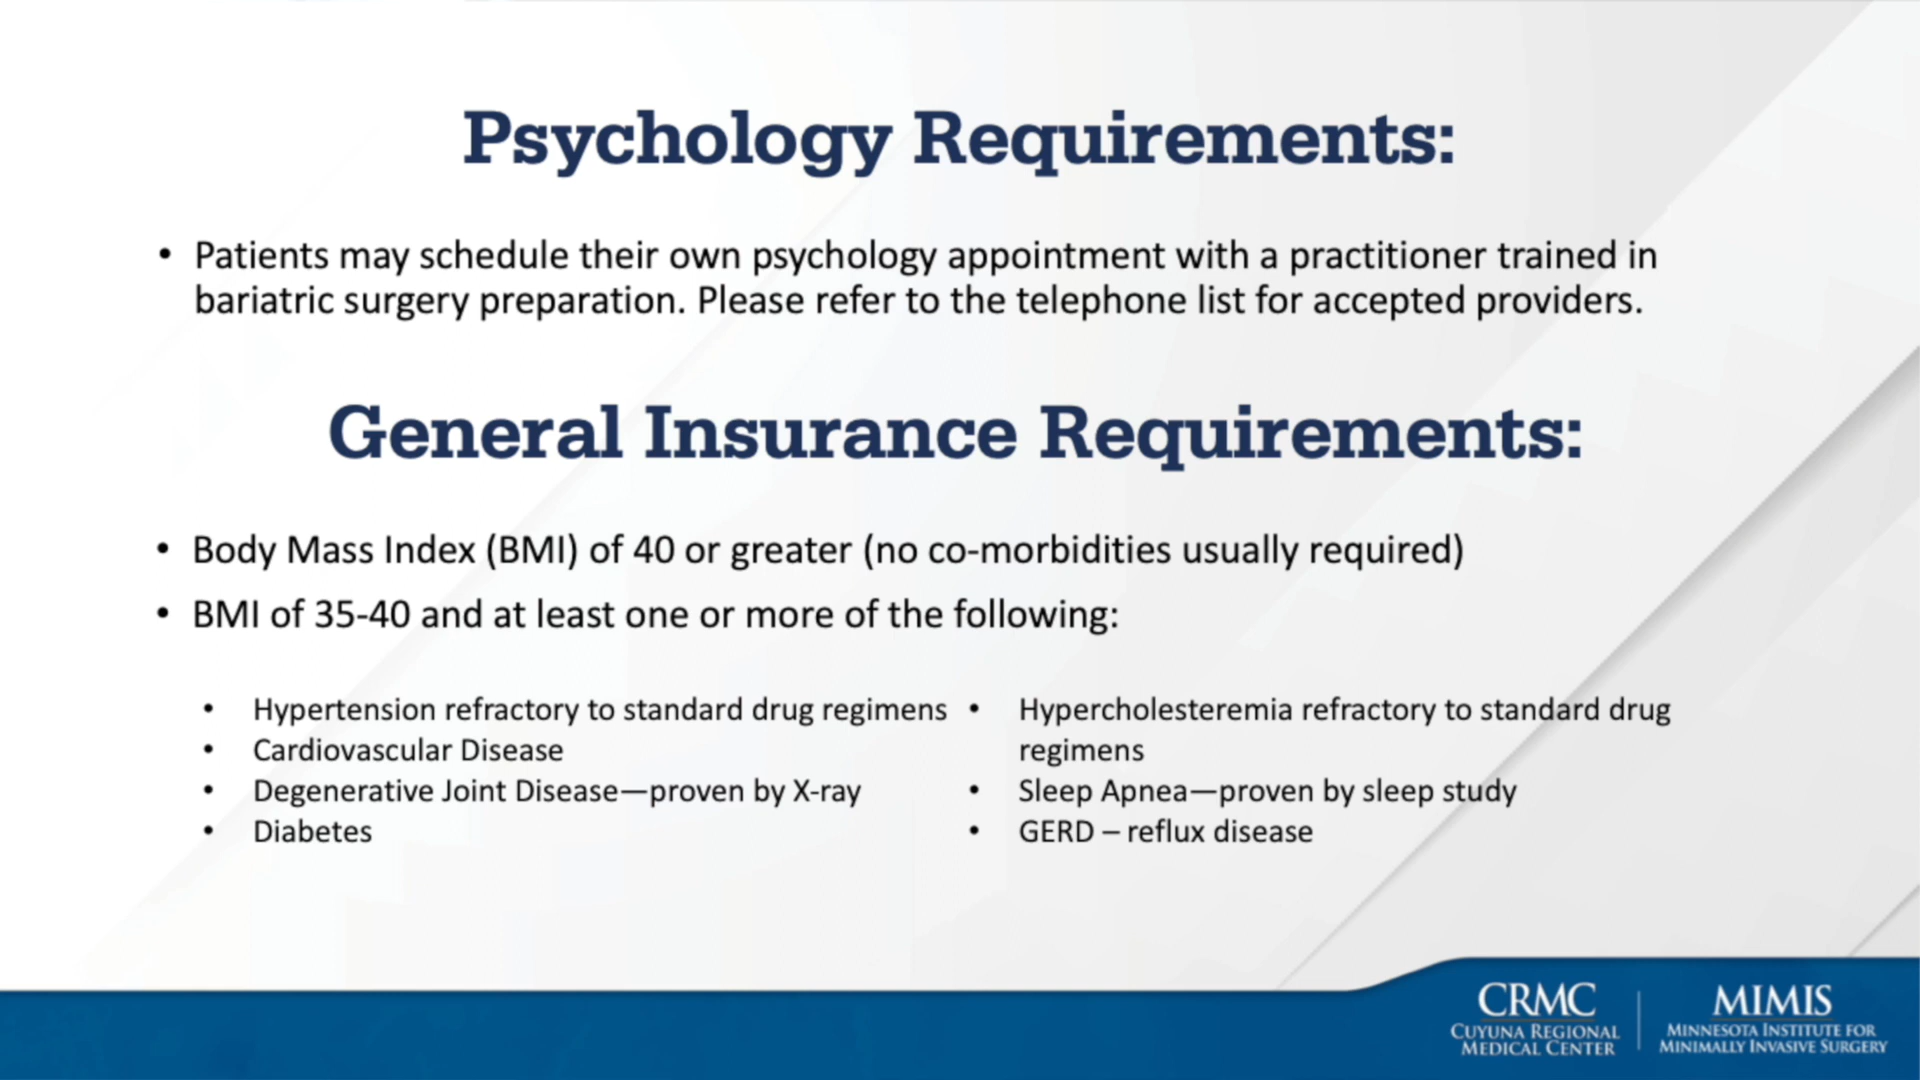 Psychology Requirements:
• Patients may schedule their own psychology appointment with a practitioner trained in
bariatric surgery preparation. Please refer to the telephone list for accepted providers.
General Insurance Requirements:
• Body Mass Index (BMI) of 40 or greater (no co-morbidities usually required)
• BMI of 35-40 and at least one or more of the following:
• Hypertension refractory to standard drug regimens
• Cardiovascular Disease
• Degenerative Joint Disease—proven by X-ray
• Diabetes
• Hypercholesteremia refractory to standard drug
regimens
• Sleep Apnea—proven by sleep study
• GERD – reflux disease
CRMC
CUYUNA REGIONAL
MEDICAL CENTER
MIMIS
MINNESOTA INSTITUTE FOR
MINIMALLY INVASIVE SURGERY